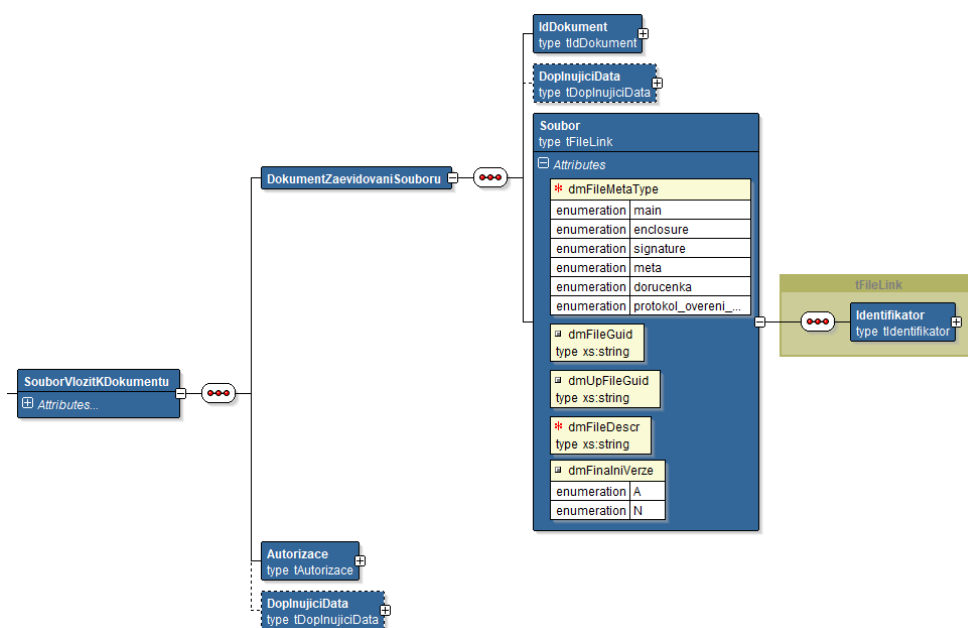 IdDokument
type tIdDokument
DoplnujiciData
type tDoplnujiciData
Soubor
type tFileLink
Attributes
dmFileMetaType
enumeration main
enumeration enclosure
enumeration signature
enumeration meta
enumeration dorucenka
enumeration protokol_overeni_...
dmFileGuid
type xs:string
dmUpFileGuid
type xs:string
dmFileDescr
type xs:string
dmFinalniVerze
enumeration A
enumeration N
DokumentZaevidovaniSouboru
tFileLink
Identifikator
type tIdentifikator
SouborVlozitKDokumentu
Attributes...
Autorizace
type tAutorizace
DoplnujiciData
type tDoplnujiciData